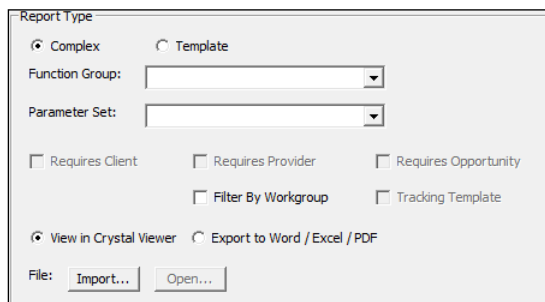 Report Type
Complex Template
Function Group:
Parameter Set:
Requires Client Requires Provider Requires Opportunity
Filter By Workgroup Tracking Template
View in Crystal Viewer Export to Word / Excel / PDF
File: Import... Open...